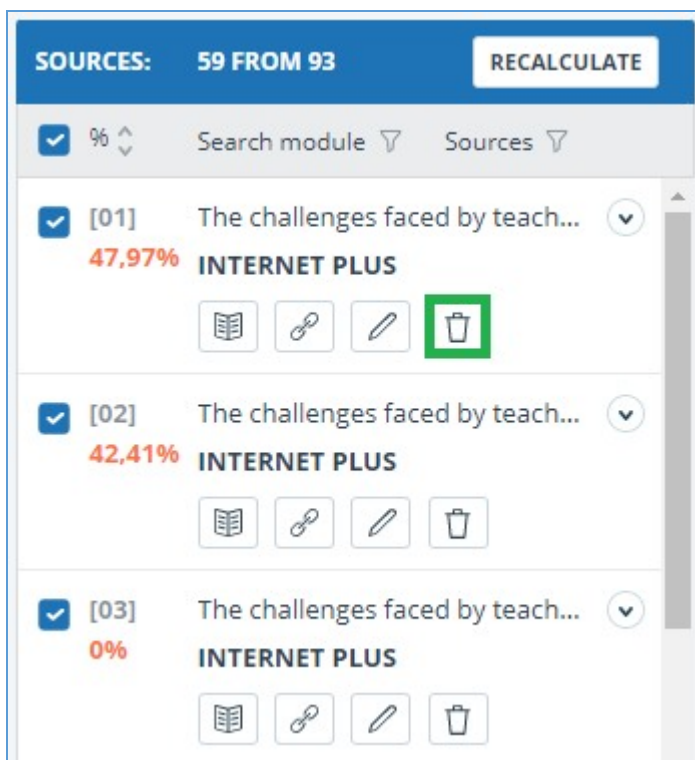 SOURCES: 59 FROM 93 RECALCULATE
% Search module Sources
[01] The challenges faced by teach...
47,97% INTERNET PLUS
[02] The challenges faced by teach...
42,41% INTERNET PLUS
[03] The challenges faced by teach...
0% INTERNET PLUS